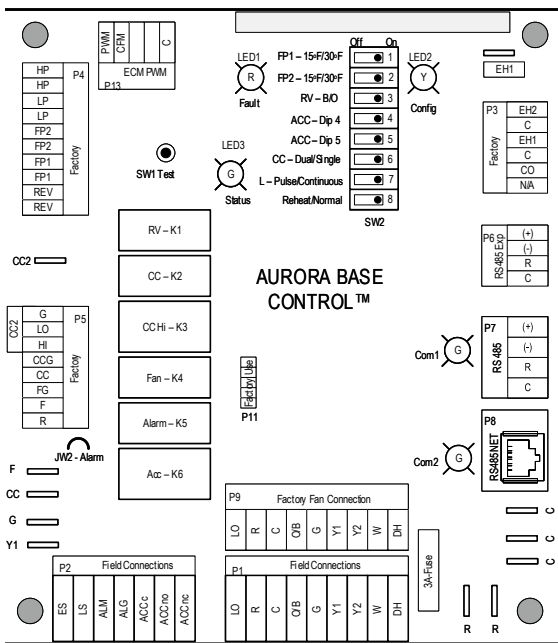 PWM
CFM
C
ECM PWM
P13
P4
HP
HP
LP
LP
FP2
FP2
FP1
FP1
REV
REV
Factory
SW1 Test
LED1
R
Fault
LED3
G
Status
Off On
FP1 – 15ºF/30ºF 1
FP2 – 15ºF/30ºF 2
RV – B/O 3
ACC – Dip 4 4
ACC – Dip 5 5
CC – Dual/Single 6
L – Pulse/Continuous 7
Reheat/Normal 8
SW2
LED2
Y
Config
EH1
P3
EH2
C
EH1
C
CO
N/A
Factory
P6
RS485 Exp
(+)
(-)
R
C
P7
RS 485
(+)
(-)
R
C
Com1
G
P8
RS485 NET
Com2
G
RV – K1
CC – K2
CC Hi – K3
Fan – K4
Alarm – K5
Acc – K6
AURORA BASE
CONTROL™
Factory Use
P11
CC2
CC2
P5
G
LO
HI
CCG
CC
FG
F
R
Factory
JW2 - Alarm
F
CC
G
Y1
P9 Factory Fan Connection
LO R C O/B G Y1 Y2 W DH
P2 Field Connections
ES LS ALM ALG ACC c ACC no ACC nc
P1 Field Connections
LO R C O/B G Y1 Y2 W DH
3A-Fuse
C
C
C
R R